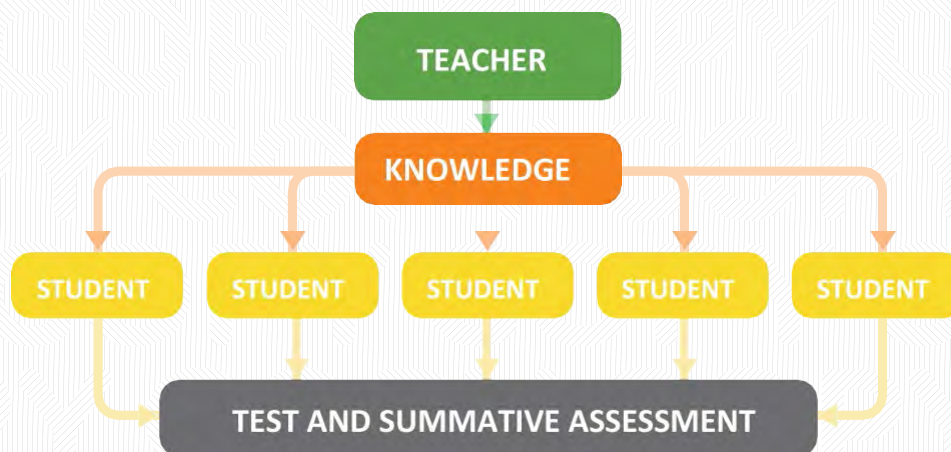 TEACHER
KNOWLEDGE
STUDENT
STUDENT
STUDENT
STUDENT
STUDENT
TEST AND SUMMATIVE ASSESSMENT